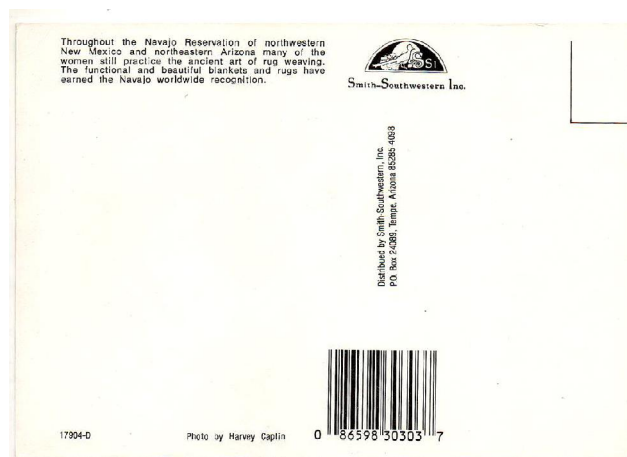 Throughout the Navajo Reservation of northwestern
New Mexico and northeastern Arizona many of the
women still practice the ancient art of rug weaving.
The functional and beautiful blankets and rugs have
earned the Navajo worldwide recognition.
SSI
Smith-Southwestern Inc.
Distribued by Smith-Southwestern, Inc.
P.O. Box 24089, Tempe, Arizona 85285 4098
17904-D
Photo by Harvey Caplin
0 86598 30303 7